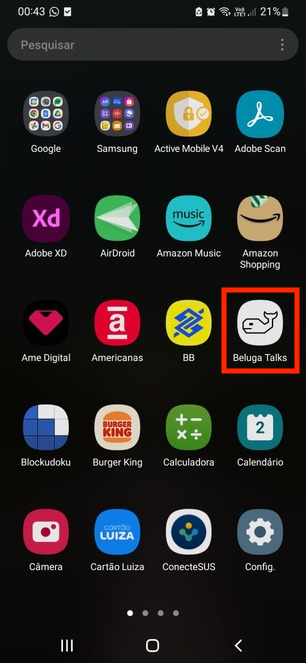 00:43
Vo)) LTE1 21%
Pesquisar
Google
Samsung
Active Mobile V4
Adobe Scan
Xd
music
Adobe XD
AirDroid
Amazon Music
Amazon
Shopping
a
Ame Digital
Americanas
BB
Beluga Talks
BURGER
KING
2
Blockudoku
Burger King
Calculadora
Calendário
CARTÃO
LUIZA
Câmera
Cartão Luiza
ConecteSUS
Config.